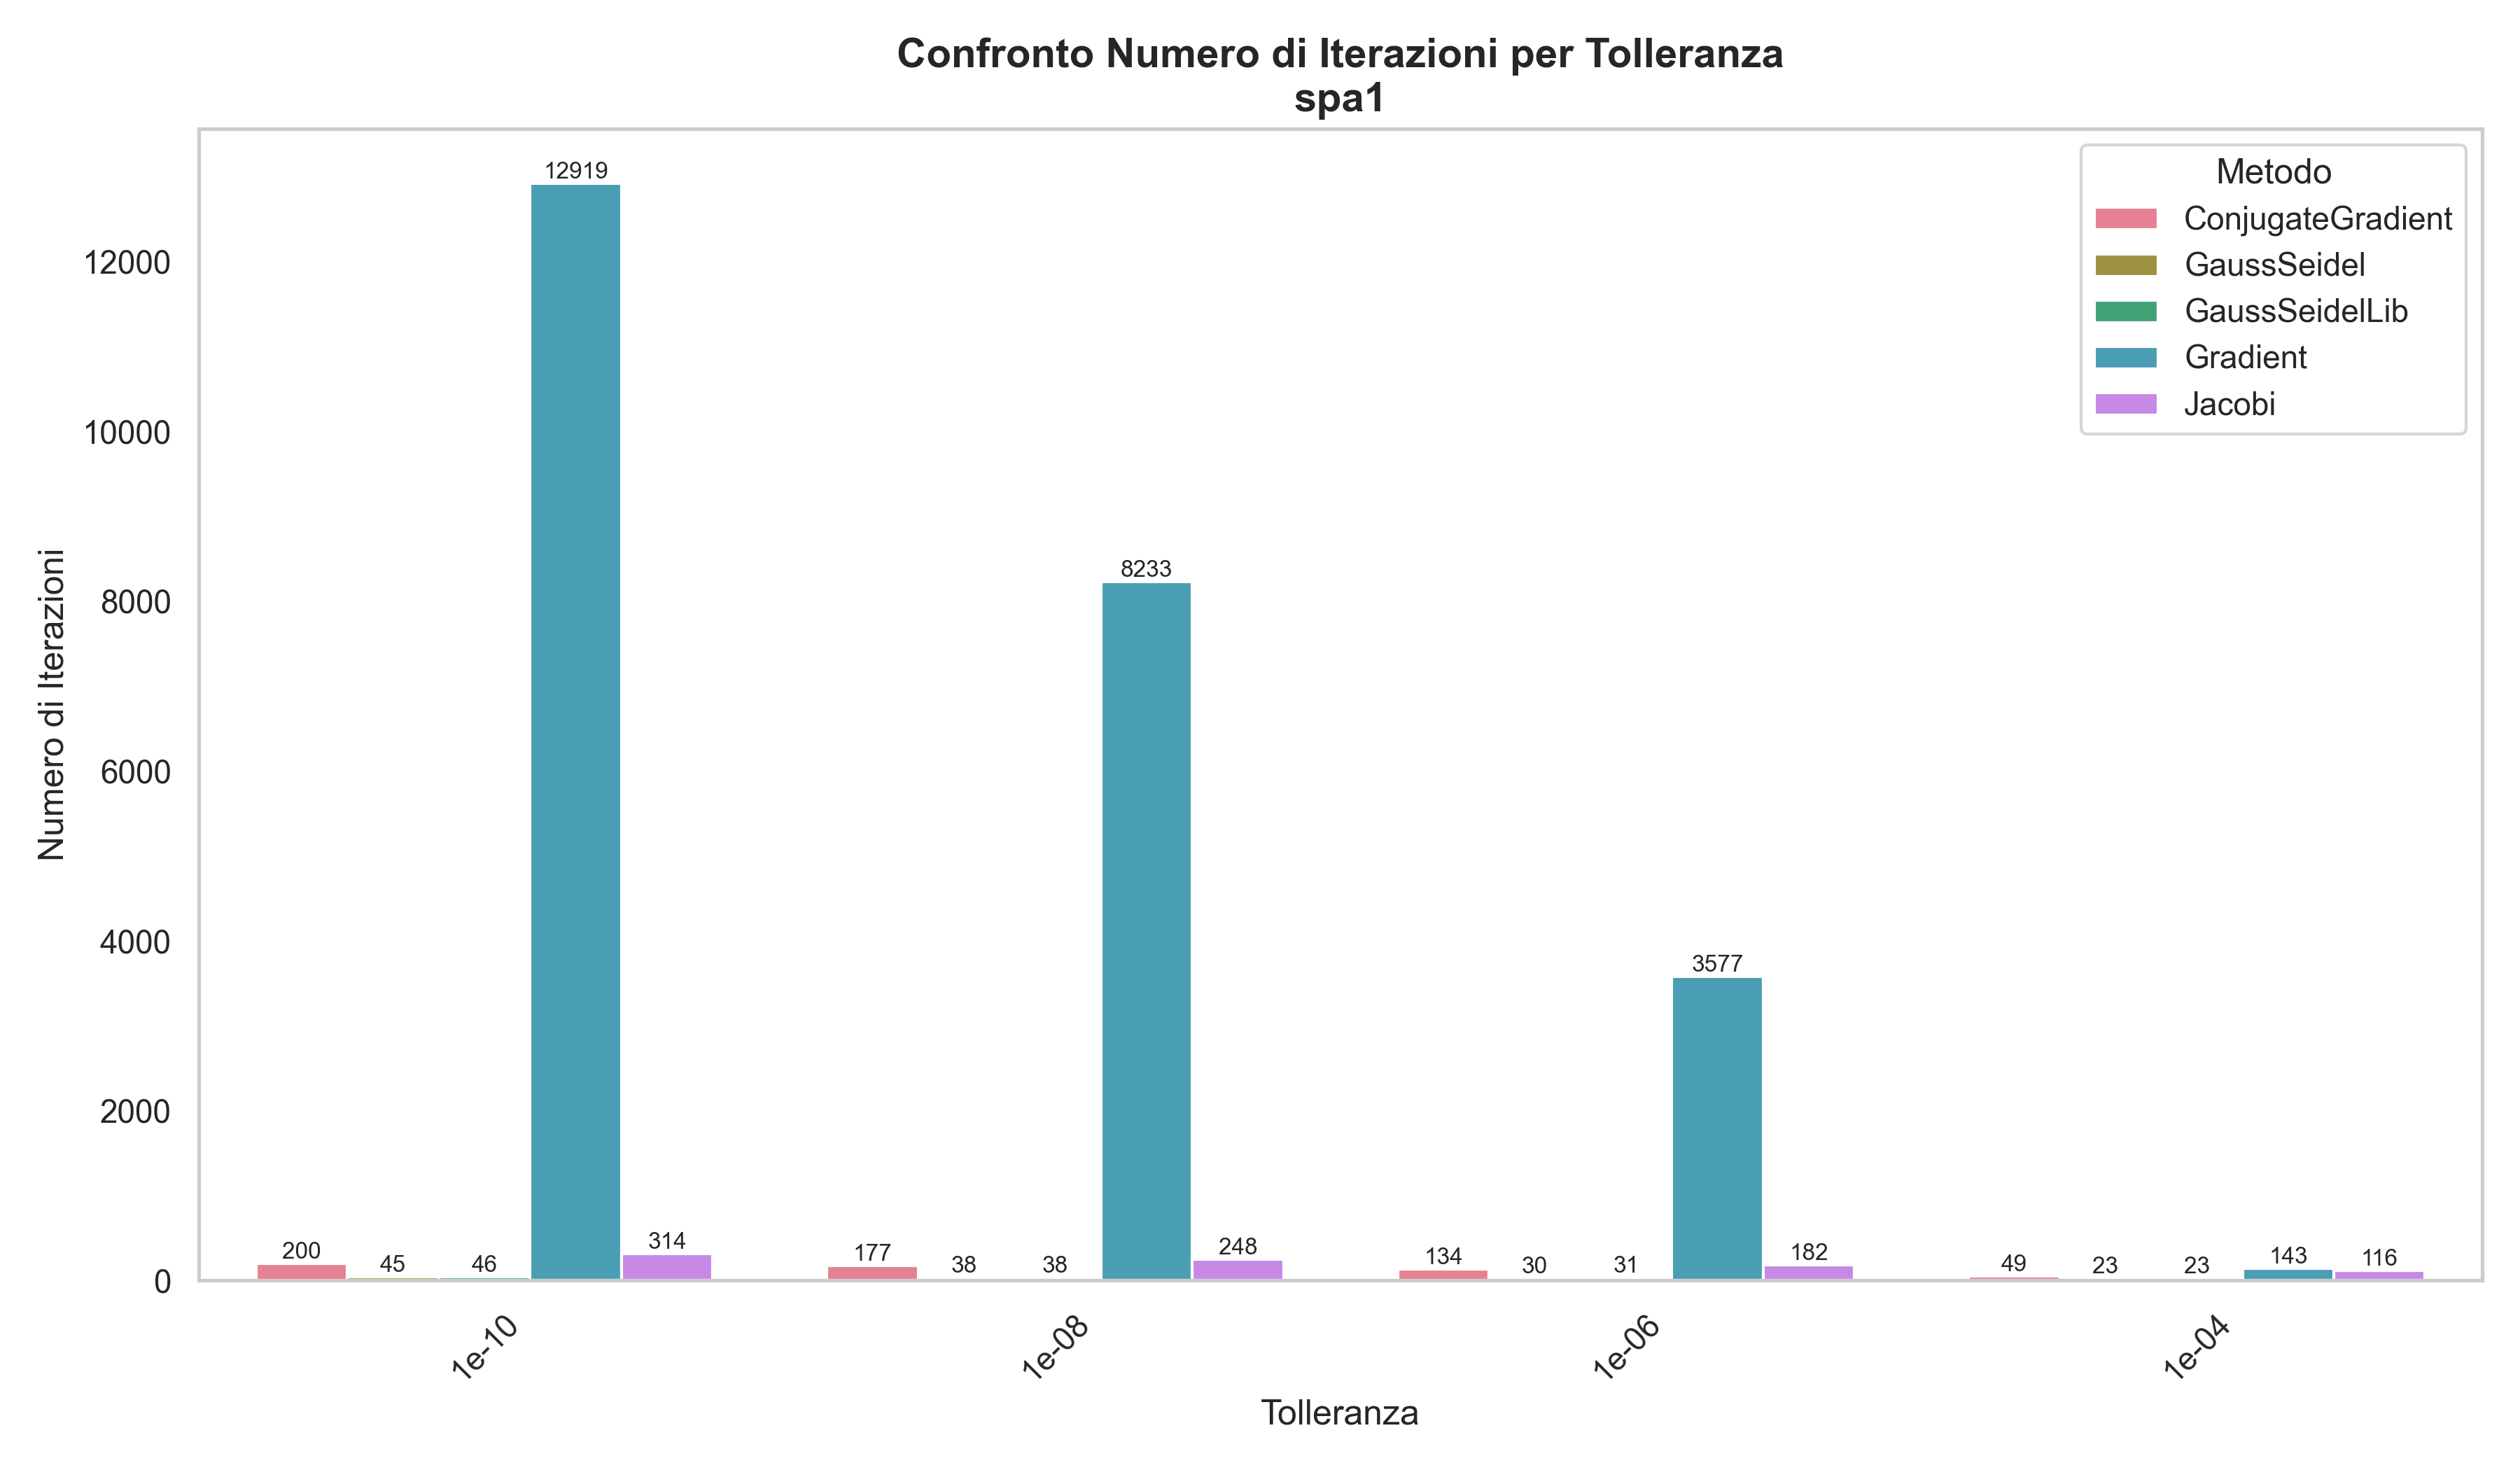 Confronto Numero di Iterazioni per Tolleranza
spa1
Metodo
ConjugateGradient
GaussSeidel
GaussSeidelLib
Gradient
Jacobi
Numero di Iterazioni
12000
10000
8000
6000
4000
2000
0
200
45
46
12919
314
177
38
38
8233
248
134
30
31
3577
182
49
23
23
143
116
1e-10
1e-08
1e-06
1e-04
Tolleranza